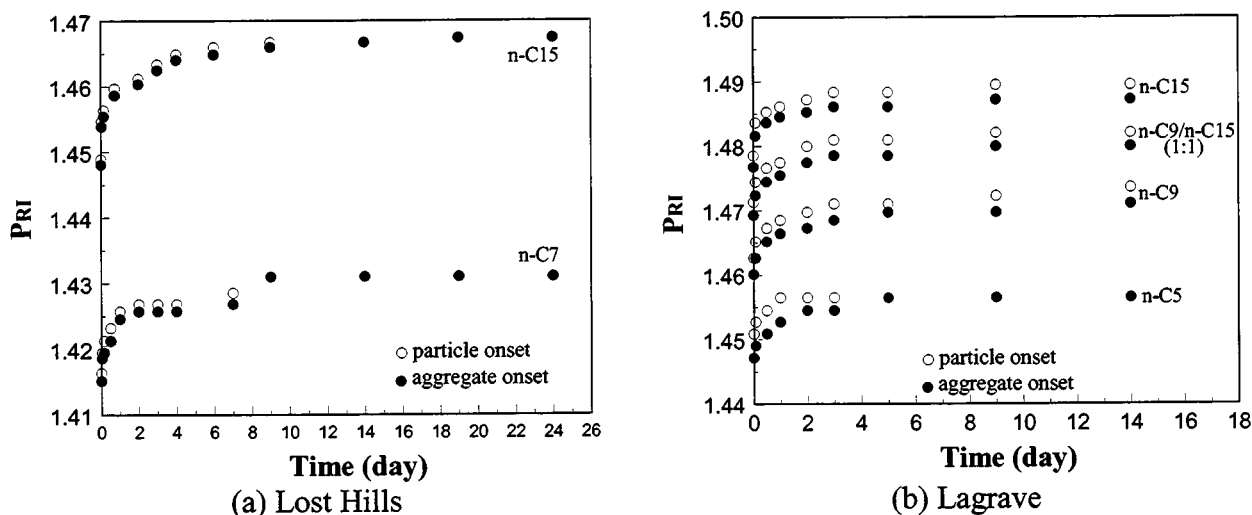 1.47
1.46
1.45
1.44
1.43
1.42
1.41
PRI
n-C15
n-C7
○ particle onset
● aggregate onset
0 2 4 6 8 10 12 14 16 18 20 22 24 26
Time (day)
(a) Lost Hills
1.50
1.49
1.48
1.47
1.46
1.45
1.44
PRI
n-C15
n-C9/n-C15
(1:1)
n-C9
n-C5
○ particle onset
● aggregate onset
0 2 4 6 8 10 12 14 16 18
Time (day)
(b) Lagrave